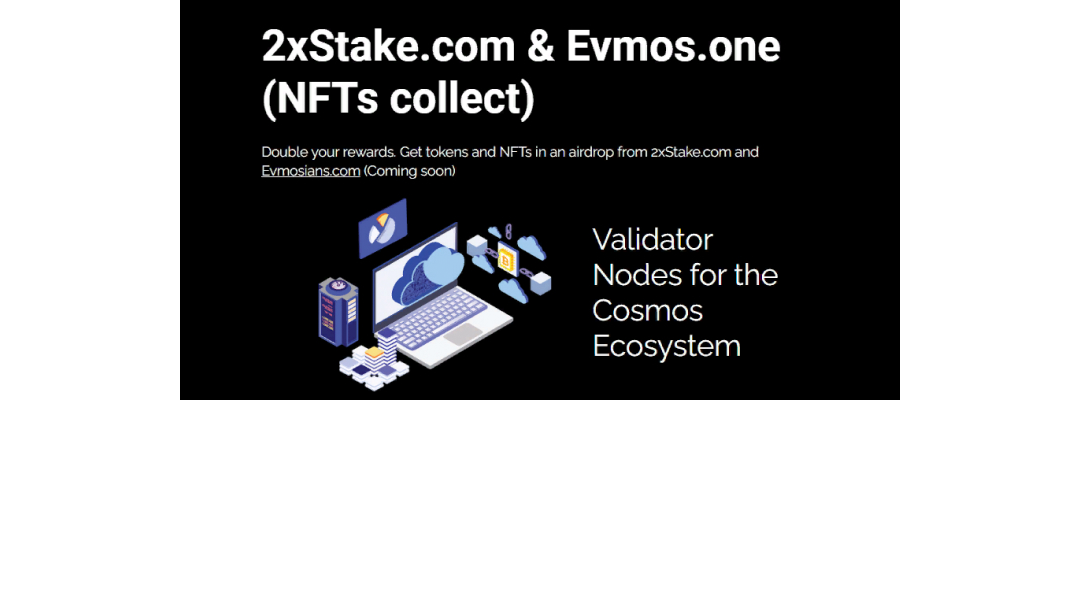 2xStake.com & Evmos.one
(NFTs collect)
Double your rewards. Get tokens and NFTs in an airdrop from 2xStake.com and
Evmosians.com (Coming soon)
Validator
Nodes for the
Cosmos
Ecosystem